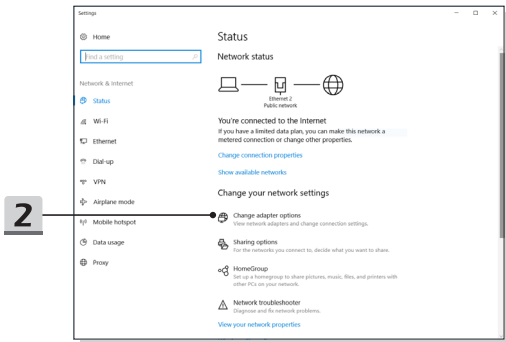 Settings
Home
Status
Find a setting
Network status
Network & Internet
Status
Ethernet 2
Public network
Wi-Fi
You're connected to the Internet
If you have a limited data plan, you can make this network a
metered connection or change other properties.
Ethernet
Change connection properties
Dial-up
Show available networks
VPN
Change your network settings
Airplane mode
2
Mobile hotspot
Change adapter options
View network adapters and change connection settings.
Data usage
Sharing options
For the networks you connect to, decide what you want to share.
Proxy
HomeGroup
Set up a homegroup to share pictures, music, files, and printers with
other PCs on your network.
Network troubleshooter
Diagnose and fix network problems.
View your network properties